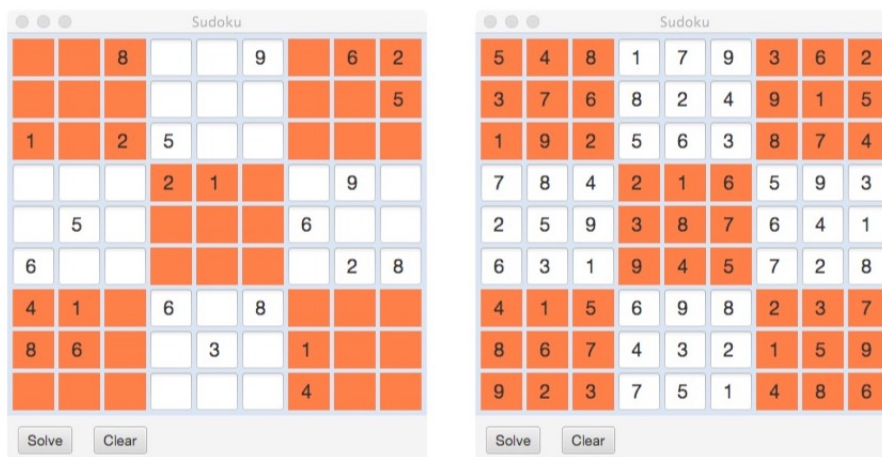 Sudoku
8 9 6 2
5
1 2 5
2 1 9
5 6
6 2 8
4 1 6 8
8 6 3 1
4
Solve Clear
Sudoku
5 4 8 1 7 9 3 6 2
3 7 6 8 2 4 9 1 5
1 9 2 5 6 3 8 7 4
7 8 4 2 1 6 5 9 3
2 5 9 3 8 7 6 4 1
6 3 1 9 4 5 7 2 8
4 1 5 6 9 8 2 3 7
8 6 7 4 3 2 1 5 9
9 2 3 7 5 1 4 8 6
Solve Clear